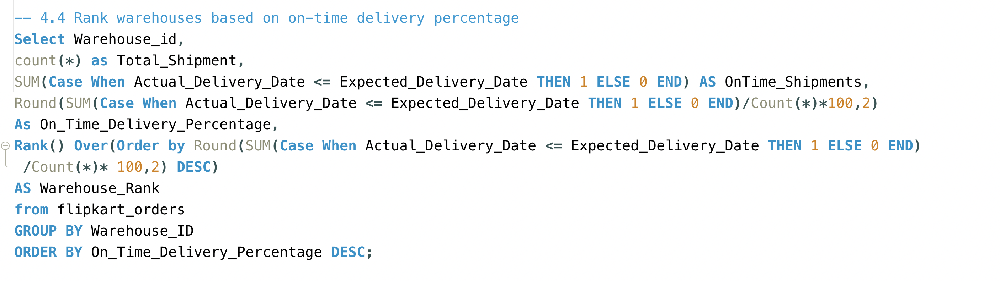 -- 4.4 Rank warehouses based on on-time delivery percentage
Select Warehouse_id,
count(*) as Total_Shipment,
SUM(Case When Actual_Delivery_Date <= Expected_Delivery_Date THEN 1 ELSE 0 END) AS OnTime_Shipments,
Round(SUM(Case When Actual_Delivery_Date <= Expected_Delivery_Date THEN 1 ELSE 0 END)/Count(*)*100,2)
As On_Time_Delivery_Percentage,
Rank() Over(Order by Round(SUM(Case When Actual_Delivery_Date <= Expected_Delivery_Date THEN 1 ELSE 0 END)
 /Count(*)* 100,2) DESC)
AS Warehouse_Rank
from flipkart_orders
GROUP BY Warehouse_ID
ORDER BY On_Time_Delivery_Percentage DESC;